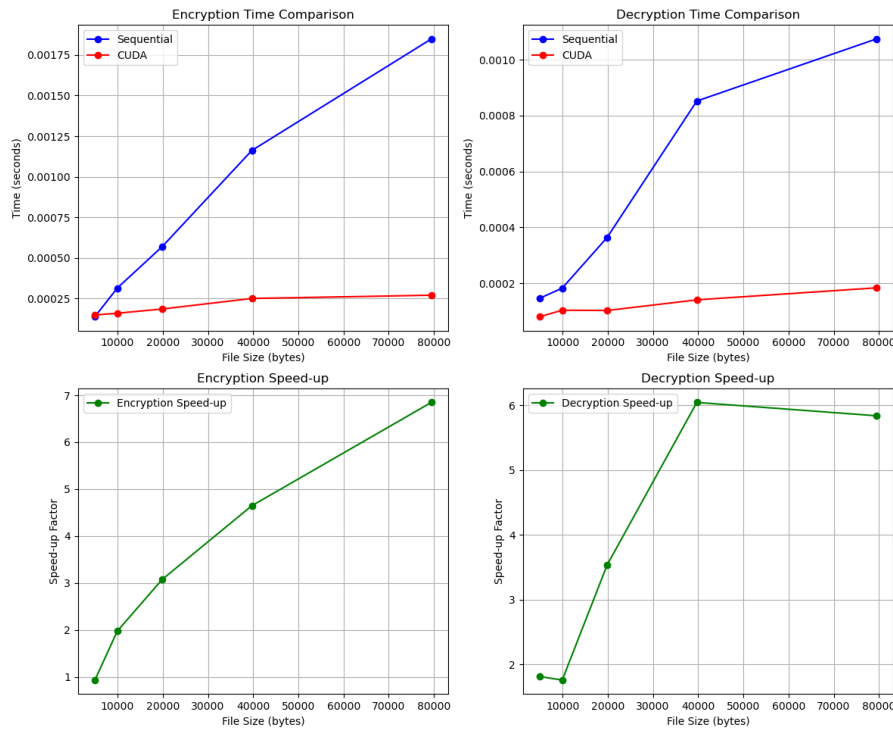 Encryption Time Comparison
Sequential
CUDA
0.00175
0.00150
0.00125
0.00100
0.00075
0.00050
0.00025
Time (seconds)
10000 20000 30000 40000 50000 60000 70000 80000
File Size (bytes)
Decryption Time Comparison
Sequential
CUDA
0.0010
0.0008
0.0006
0.0004
0.0002
Time (seconds)
10000 20000 30000 40000 50000 60000 70000 80000
File Size (bytes)
Encryption Speed-up
Encryption Speed-up
7
6
5
4
3
2
1
Speed-up Factor
10000 20000 30000 40000 50000 60000 70000 80000
File Size (bytes)
Decryption Speed-up
Decryption Speed-up
6
5
4
3
2
Speed-up Factor
10000 20000 30000 40000 50000 60000 70000 80000
File Size (bytes)